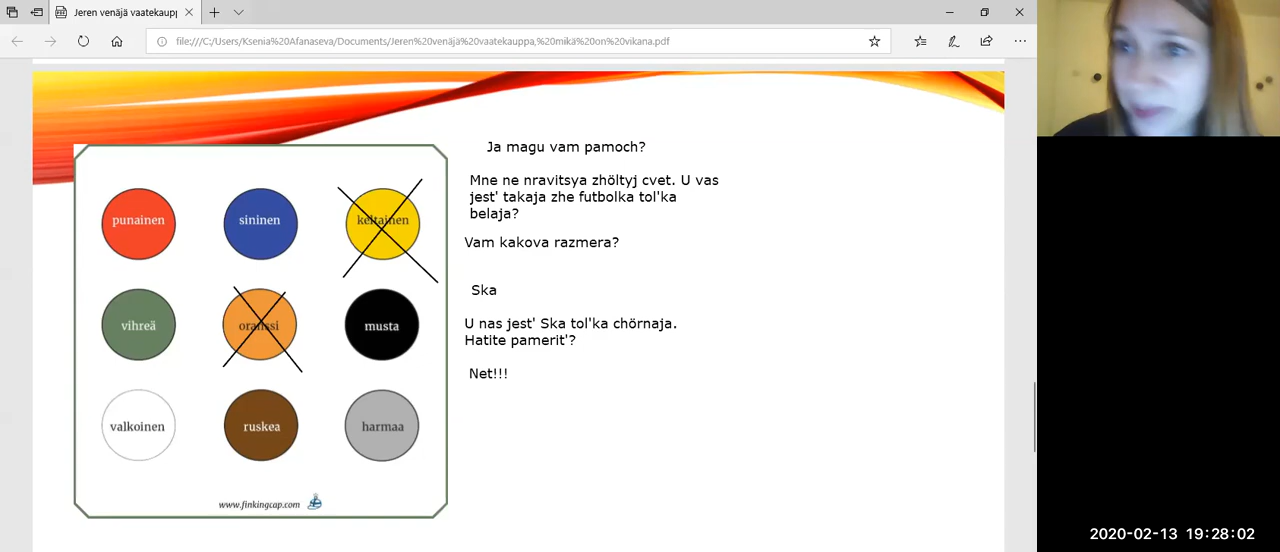 Jeren venäjä vaatekaup
file:///C:/Users/Ksenia%20Afanaseva/Documents/Jeren%20venäjä%20vaatekauppa,%20mikä%20on%20vikana.pdf
punainen
sininen
keltainen
vihreä
oranssi
musta
valkoinen
ruskea
harmaa
www.finkingcap.com
Ja magu vam pamoch?
Mne ne nravitsya zhöltyj cvet. U vas
jest' takaja zhe futbolka tol'ka
belaja?
Vam kakova razmera?
Ska
U nas jest' Ska tol'ka chörnaja.
Hatite pamerit'?
Net!!!
2020-02-13 19:28:02